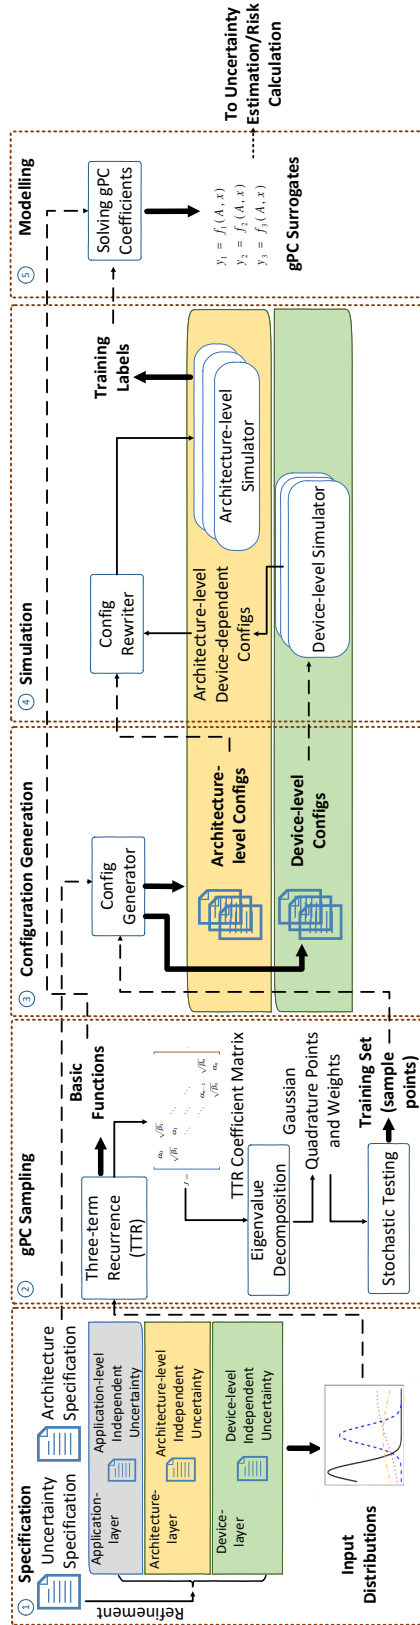 1 Specification
Uncertainty
Specification
Architecture
Specification
Refinement
Application-
layer
Application-level
Independent
Uncertainty
Architecture-
layer
Architecture-level
Independent
Uncertainty
Device-
layer
Device-level
Independent
Uncertainty
Input
Distributions
2 gPC Sampling
Three-term
Recurrence
(TTR)
Basic
Functions
TTR Coefficient Matrix
Eigenvalue
Decomposition
Gaussian
Quadrature Points
and Weights
Stochastic Testing
Training Set
(sample
points)
3 Configuration Generation
Config
Generator
Architecture-
level Configs
Device-level
Configs
4 Simulation
Config
Rewriter
Architecture-level
Device-dependent
Configs
Training
Labels
Architecture-level
Simulator
Device-level Simulator
5 Modelling
Solving gPC
Coefficients
y₁ = f₁(A, x)
y₂ = f₂(A, x)
y₃ = f₃(A, x)
gPC Surrogates
To Uncertainty
Estimation/Risk
Calculation